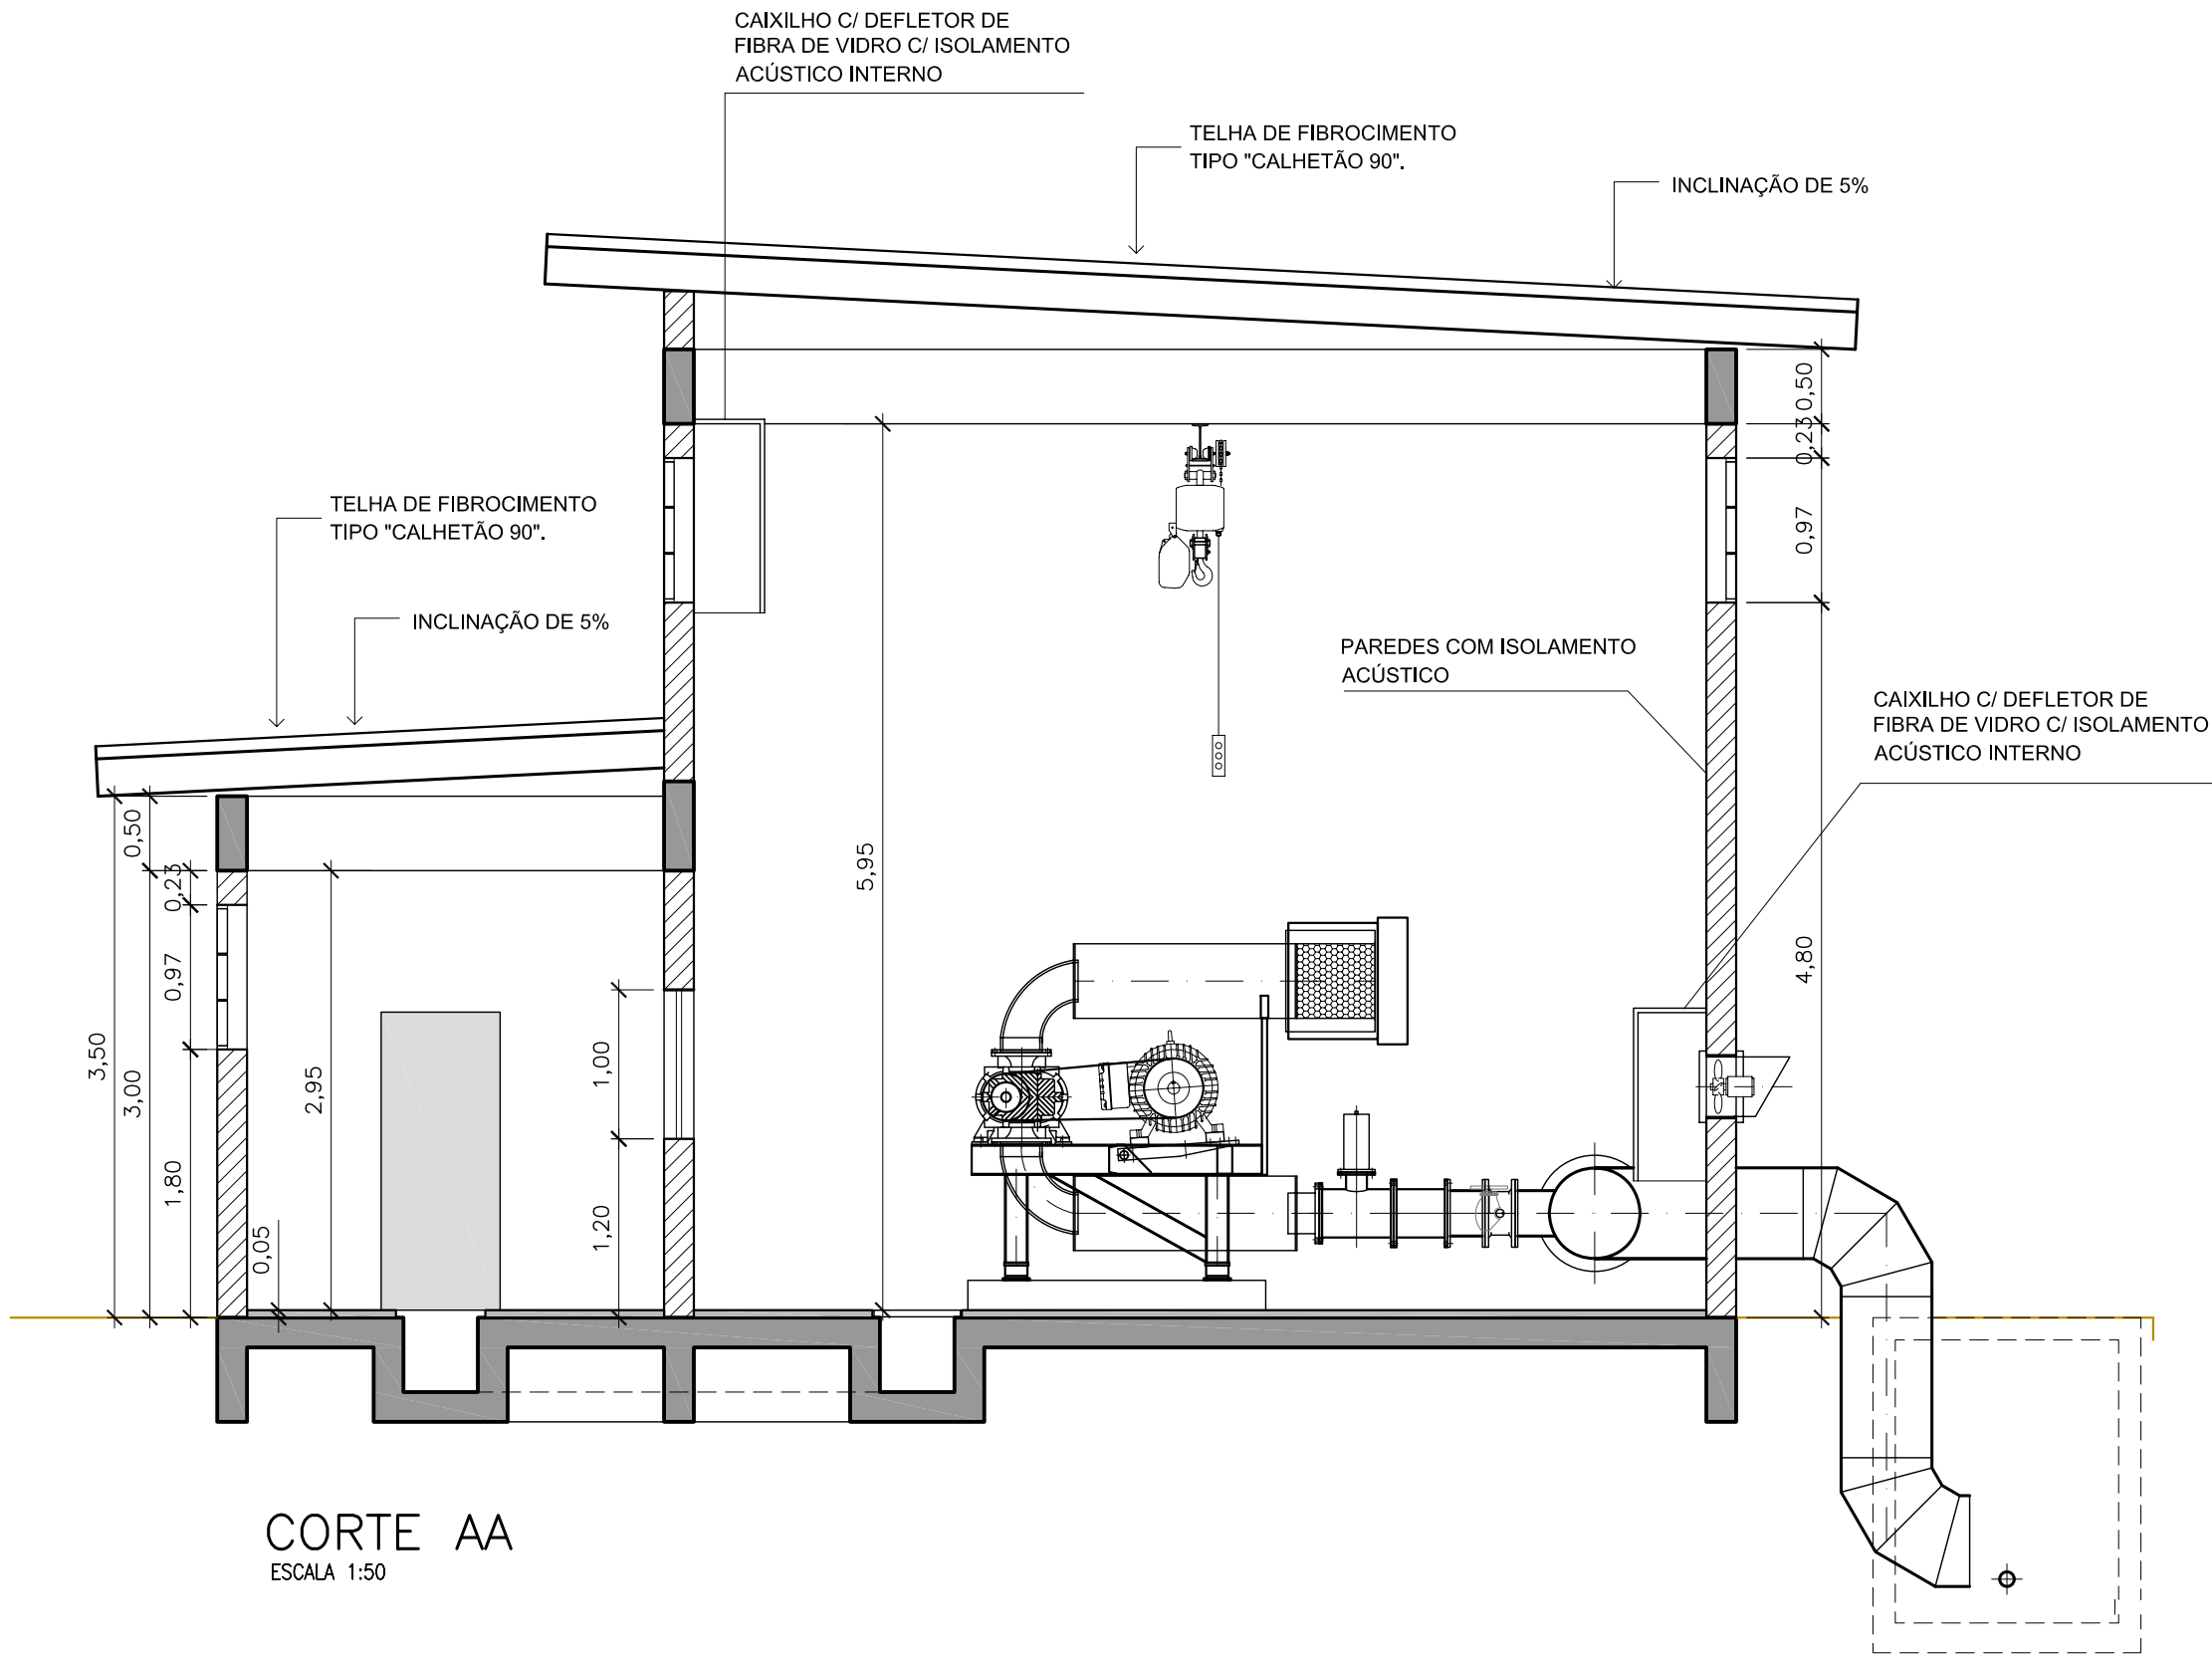 CAIXILHO C/ DEFLETOR DE
FIBRA DE VIDRO C/ ISOLAMENTO
ACÚSTICO INTERNO
TELHA DE FIBROCIMENTO
TIPO "CALHETÃO 90".
INCLINAÇÃO DE 5%
0,50
0,23
0,97
4,80
TELHA DE FIBROCIMENTO
TIPO "CALHETÃO 90".
INCLINAÇÃO DE 5%
PAREDES COM ISOLAMENTO
ACÚSTICO
CAIXILHO C/ DEFLETOR DE
FIBRA DE VIDRO C/ ISOLAMENTO
ACÚSTICO INTERNO
0,50
0,23
0,97
3,50
3,00
1,80
0,05
2,95
1,00
1,20
5,95
CORTE AA
ESCALA 1:50